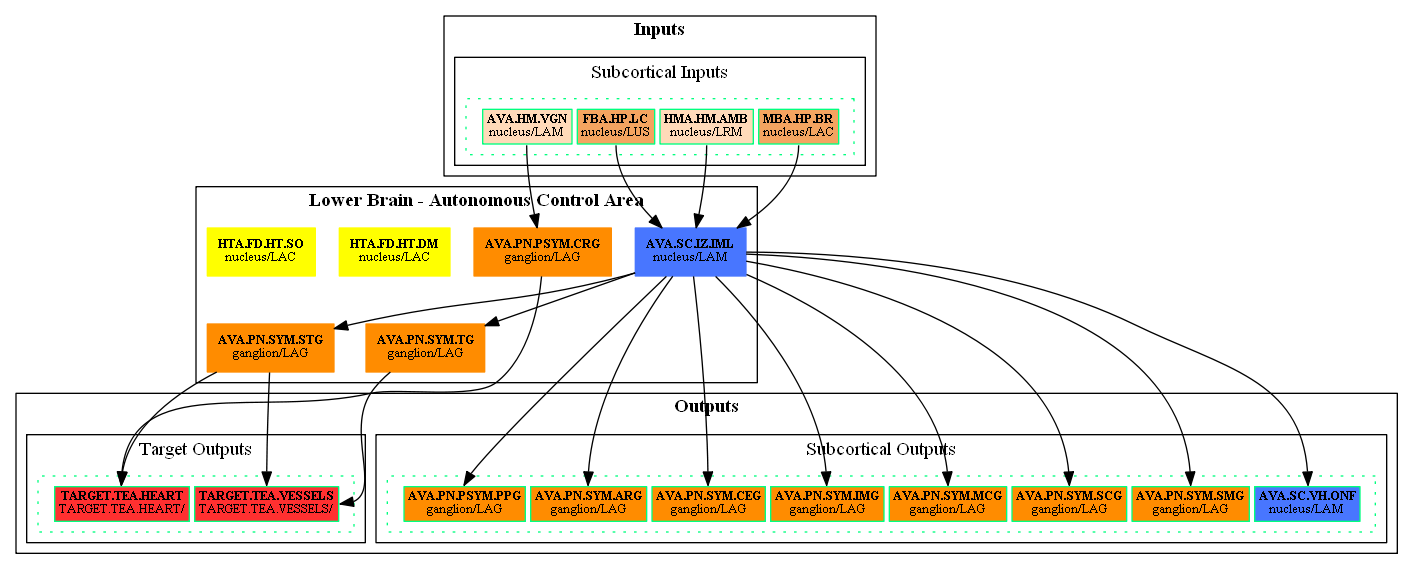 Inputs
Subcortical Inputs
AVA.HM.VGN
nucleus/LAM
FBA.HP.LC
nucleus/LUS
HMA.HM.AMB
nucleus/LRM
MBA.HP.BR
nucleus/LAC
Lower Brain - Autonomous Control Area
HTA.FD.HT.SO
nucleus/LAC
HTA.FD.HT.DM
nucleus/LAC
AVA.PN.PSYM.CRG
ganglion/LAG
AVA.SC.IZ.IML
nucleus/LAM
AVA.PN.SYM.STG
ganglion/LAG
AVA.PN.SYM.TG
ganglion/LAG
Outputs
Target Outputs
TARGET.TEA.HEART
TARGET.TEA.HEART/
TARGET.TEA.VESSELS
TARGET.TEA.VESSELS/
Subcortical Outputs
AVA.PN.PSYM.PPG
ganglion/LAG
AVA.PN.SYM.ARG
ganglion/LAG
AVA.PN.SYM.CEG
ganglion/LAG
AVA.PN.SYM.IMG
ganglion/LAG
AVA.PN.SYM.MCG
ganglion/LAG
AVA.PN.SYM.SCG
ganglion/LAG
AVA.PN.SYM.SMG
ganglion/LAG
AVA.SC.VH.ONF
nucleus/LAM